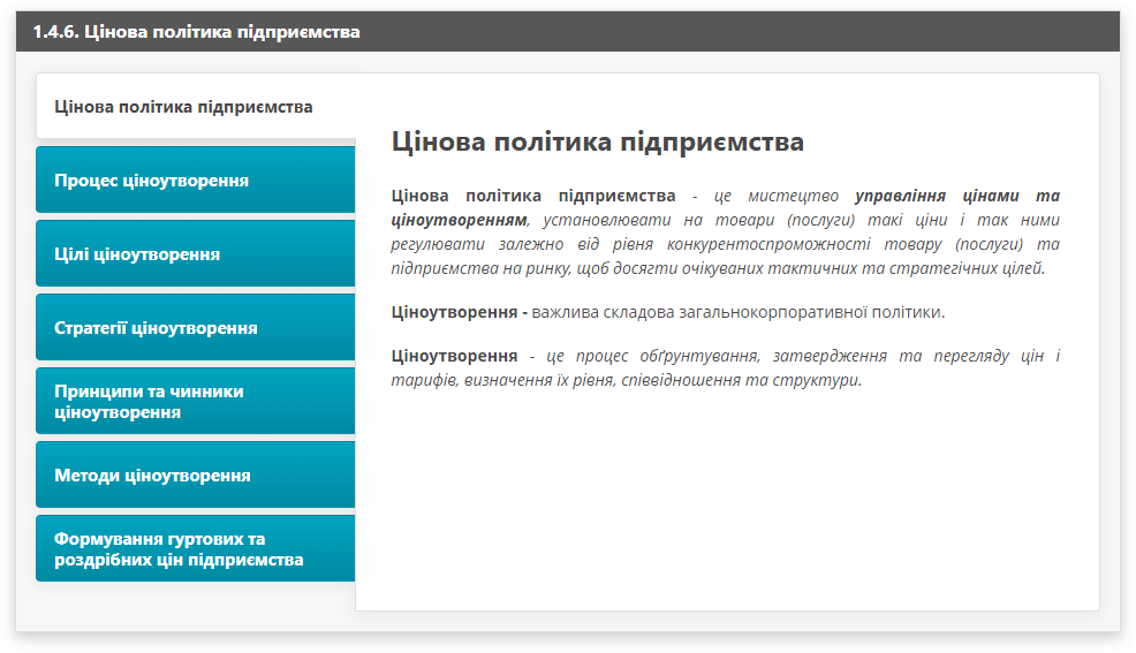 1.4.6. Цінова політика підприємства
Цінова політика підприємства
Процес ціноутворення
Цілі ціноутворення
Стратегії ціноутворення
Принципи та чинники
ціноутворення
Методи ціноутворення
Формування гуртових та
роздрібних цін підприємства
Цінова політика підприємства
Цінова політика підприємства - це мистецтво управління цінами та
ціноутворенням, установлювати на товари (послуги) такі ціни і так ними
регулювати залежно від рівня конкурентоспроможності товару (послуги) та
підприємства на ринку, щоб досягти очікуваних тактичних та стратегічних цілей.
Ціноутворення - важлива складова загальнокорпоративної політики.
Ціноутворення - це процес обґрунтування, затвердження та перегляду цін і
тарифів, визначення їх рівня, співвідношення та структури.